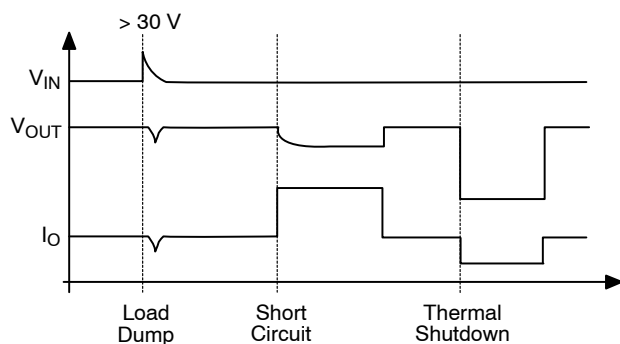 > 30 V
VIN
VOUT
IO
Load
Dump
Short
Circuit
Thermal
Shutdown